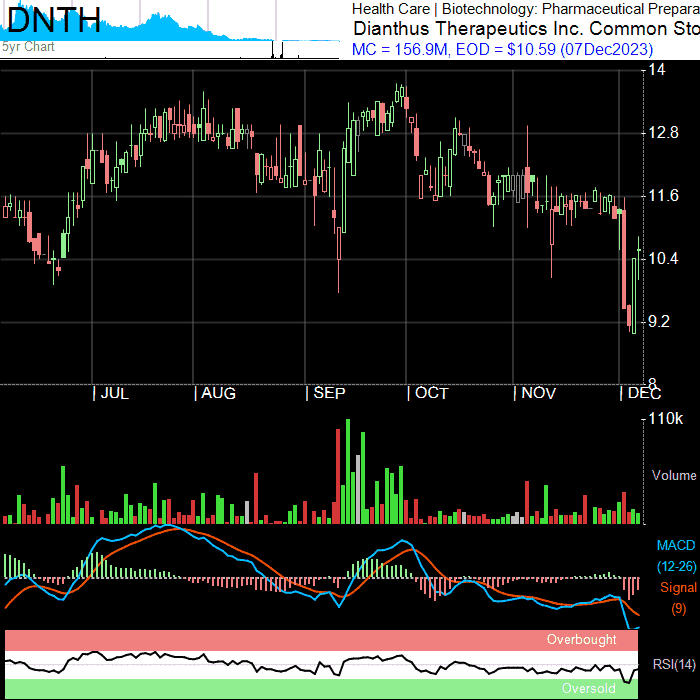 DNTH
5yr Chart
Health Care | Biotechnology: Pharmaceutical Prepara
Dianthus Therapeutics Inc. Common Sto
MC = 156.9M, EOD = $10.59 (07Dec2023)
14
12.8
11.6
10.4
9.2
8
JUL AUG SEP OCT NOV DEC
110k
Volume
MACD
(12-26)
Signal
(9)
Overbought
RSI(14)
Oversold